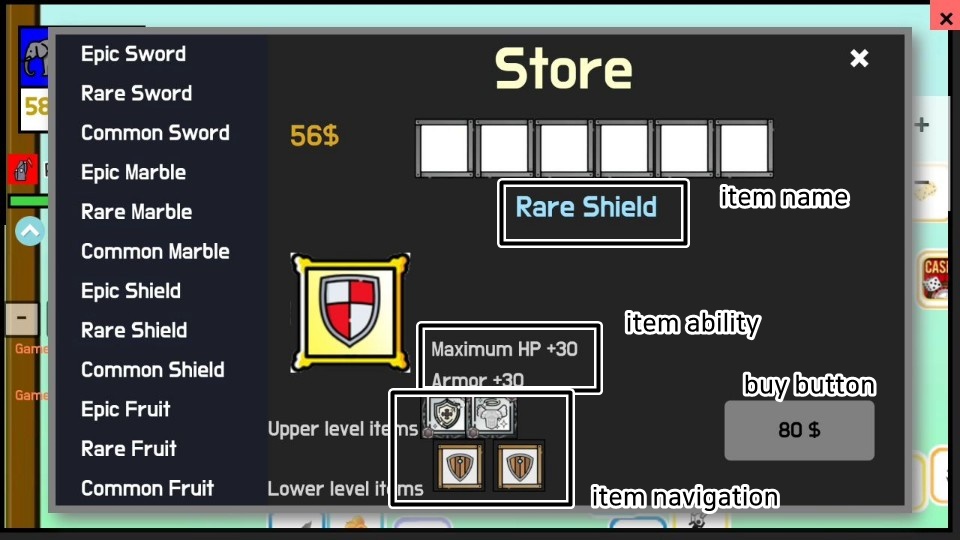 Epic Sword
Rare Sword
Common Sword
Epic Marble
Rare Marble
Common Marble
Epic Shield
Rare Shield
Common Shield
Epic Fruit
Rare Fruit
Common Fruit
Store
56$
Rare Shield
item name
item ability
Maximum HP +30
Armor +30
buy button
80 $
Upper level items
Lower level items
item navigation
58
Game
Game
CAS